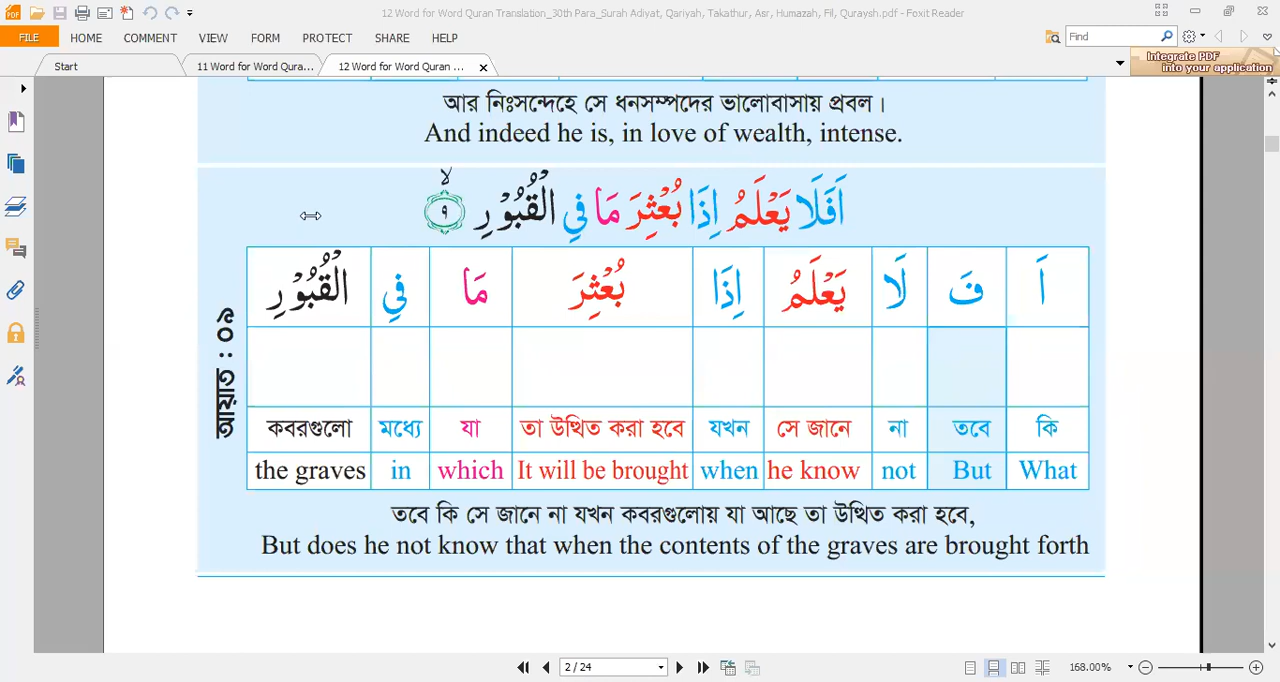 12 Word for Word Quran Translation_30th Para_Surah Adiyat, Qariyah, Takathur, Asr, Humazah, Fil, Quraysh.pdf - Foxit Reader
FILE HOME COMMENT VIEW FORM PROTECT SHARE HELP
Find
Integrate PDF
into your application
Start
11 Word for Word Qura...
12 Word for Word Quran ...
আর নিঃসন্দেহে সে ধনসম্পদের ভালোবাসায় প্রবল।
And indeed he is, in love of wealth, intense.
اَفَلَا يَعْلَمُ اِذَا بُعْثِرَ مَا فِي الْقُبُوْرِ ۙ ٩
আয়াত : ০৯
اَ فَ لَا يَعْلَمُ اِذَا بُعْثِرَ مَا فِي الْقُبُوْرِ
কবরগুলো মধ্যে যা তা উত্থিত করা হবে যখন সে জানে না তবে কি
the graves in which It will be brought when he know not But What
তবে কি সে জানে না যখন কবরগুলোয় যা আছে তা উত্থিত করা হবে,
But does he not know that when the contents of the graves are brought forth
2 / 24
168.00%